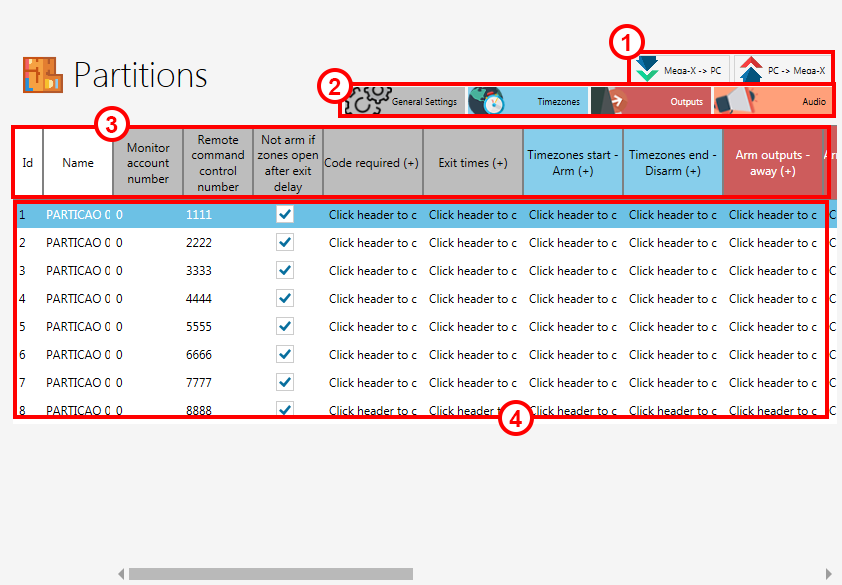 1
Partitions
Mega-X -> PC
PC -> Mega-X
2
General Settings
Timezones
Outputs
Audio
3
Id
Name
Monitor
account
number
Remote
command
control
number
Not arm if
zones open
after exit
delay
Code required (+)
Exit times (+)
Timezones start -
Arm (+)
Timezones end -
Disarm (+)
Arm outputs -
away (+)
1 PARTICAO 0 0 1111 Click header to c Click header to c Click header to c Click header to c Click header to c
2 PARTICAO 0 0 2222 Click header to c Click header to c Click header to c Click header to c Click header to c
3 PARTICAO 0 0 3333 Click header to c Click header to c Click header to c Click header to c Click header to c
4 PARTICAO 0 0 4444 Click header to c Click header to c Click header to c Click header to c Click header to c
5 PARTICAO 0 0 5555 Click header to c Click header to c Click header to c Click header to c Click header to c
6 PARTICAO 0 0 6666 Click header to c Click header to c Click header to c Click header to c Click header to c
7 PARTICAO 0 0 7777 Click header to c Click header to c Click header to c Click header to c Click header to c
8 PARTICAO 0 0 8888 Click header to c Click header Click header to c Click header to c Click header to c
4